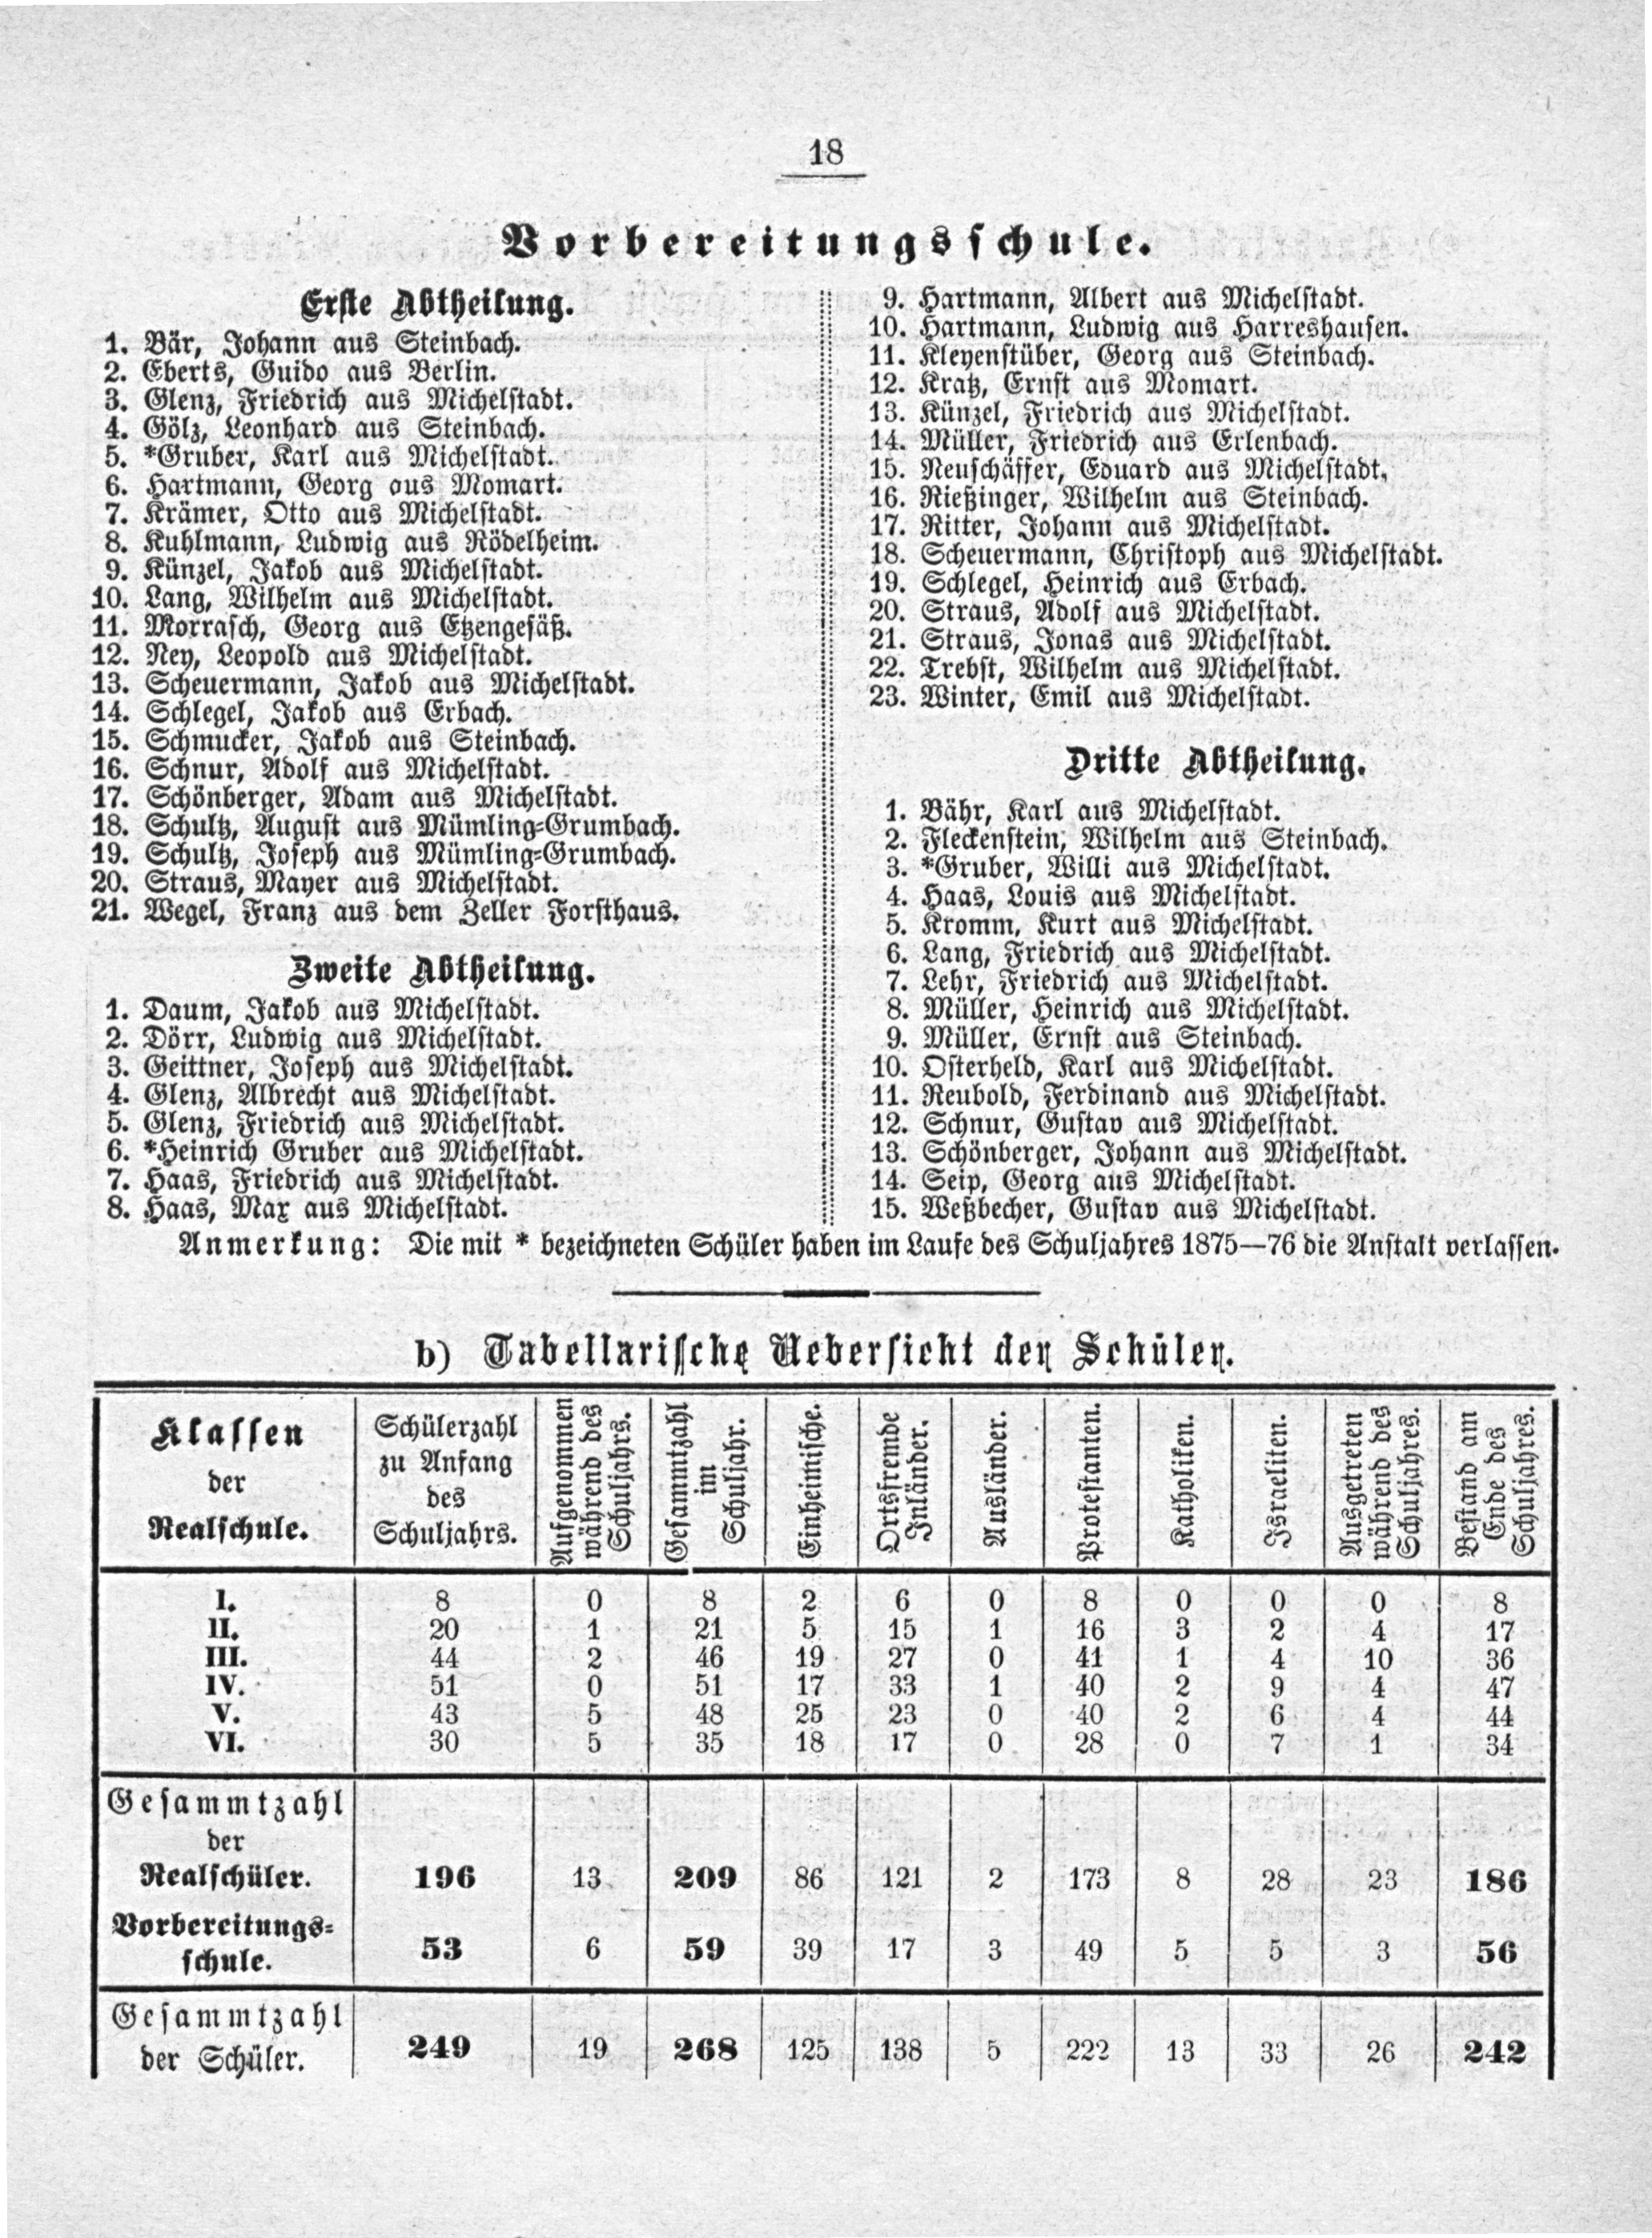 18
Vorbereitungsschule.
Erste Abtheilung.
1. Bär, Johann aus Steinbach.
2. Eberts, Guido aus Berlin.
3. Glenz, Friedrich aus Michelstadt.
4. Gölz, Leonhard aus Steinbach.
5. *Gruber, Karl aus Michelstadt.
6. Hartmann, Georg aus Momart.
7. Krämer, Otto aus Michelstadt.
8. Kuhlmann, Ludwig aus Rödelheim.
9. Künzel, Jakob aus Michelstadt.
10. Lang, Wilhelm aus Michelstadt.
11. Morrasch, Georg aus Etzengesäß.
12. Ney, Leopold aus Michelstadt.
13. Scheuermann, Jakob aus Michelstadt.
14. Schlegel, Jakob aus Erbach.
15. Schmucker, Jakob aus Steinbach.
16. Schnur, Adolf aus Michelstadt.
17. Schönberger, Adam aus Michelstadt.
18. Schultz, August aus Mümling-Grumbach.
19. Schultz, Joseph aus Mümling-Grumbach.
20. Straus, Mayer aus Michelstadt.
21. Wegel, Franz aus dem Zeller Forsthaus.
Zweite Abtheilung.
1. Daum, Jakob aus Michelstadt.
2. Dörr, Ludwig aus Michelstadt.
3. Geittner, Joseph aus Michelstadt.
4. Glenz, Albrecht aus Michelstadt.
5. Glenz, Friedrich aus Michelstadt.
6. *Heinrich Gruber aus Michelstadt.
7. Haas, Friedrich aus Michelstadt.
8. Haas, Max aus Michelstadt.
9. Hartmann, Albert aus Michelstadt.
10. Hartmann, Ludwig aus Harreshausen.
11. Kleyenstüber, Georg aus Steinbach.
12. Kratz, Ernst aus Momart.
13. Künzel, Friedrich aus Michelstadt.
14. Müller, Friedrich aus Erlenbach.
15. Neuschäffer, Eduard aus Michelstadt,
16. Rießinger, Wilhelm aus Steinbach.
17. Ritter, Johann aus Michelstadt.
18. Scheuermann, Christoph aus Michelstadt.
19. Schlegel, Heinrich aus Erbach.
20. Straus, Adolf aus Michelstadt.
21. Straus, Jonas aus Michelstadt.
22. Trebst, Wilhelm aus Michelstadt.
23. Winter, Emil aus Michelstadt.
Dritte Abtheilung.
1. Bähr, Karl aus Michelstadt.
2. Fleckenstein, Wilhelm aus Steinbach.
3. *Gruber, Willi aus Michelstadt.
4. Haas, Louis aus Michelstadt.
5. Kromm, Kurt aus Michelstadt.
6. Lang, Friedrich aus Michelstadt.
7. Lehr, Friedrich aus Michelstadt.
8. Müller, Heinrich aus Michelstadt.
9. Müller, Ernst aus Steinbach.
10. Osterheld, Karl aus Michelstadt.
11. Reubold, Ferdinand aus Michelstadt.
12. Schnur, Gustav aus Michelstadt.
13. Schönberger, Johann aus Michelstadt.
14. Seip, Georg aus Michelstadt.
15. Weßbecher, Gustav aus Michelstadt.
Anmerkung: Die mit * bezeichneten Schüler haben im Laufe des Schuljahres 1875—76 die Anstalt verlassen.
b) Tabellarische Uebersicht der Schüler.
Klassen
der
Realschule.
Schülerzahl
zu Anfang
des
Schuljahrs.
Aufgenommen
während des
Schuljahrs.
Gesammtzahl
im
Schuljahr.
Einheimische.
Ortsfremde
Inländer.
Ausländer.
Protestanten.
Katholiken.
Israeliten.
Ausgetreten
während des
Schuljahres.
Bestand am
Ende des
Schuljahres.
I. 8 0 8 2 6 0 8 0 0 0 8
II. 20 1 21 5 15 1 16 3 2 4 17
III. 44 2 46 19 27 0 41 1 4 10 36
IV. 51 0 51 17 33 1 40 2 9 4 47
V. 43 5 48 25 23 0 40 2 6 4 44
VI. 30 5 35 18 17 0 28 0 7 1 34
Gesammtzahl
der
Realschüler. 196 13 209 86 121 2 173 8 28 23 186
Vorbereitungs-
schule. 53 6 59 39 17 3 49 5 5 3 56
Gesammtzahl
der Schüler. 249 19 268 125 138 5 222 13 33 26 242